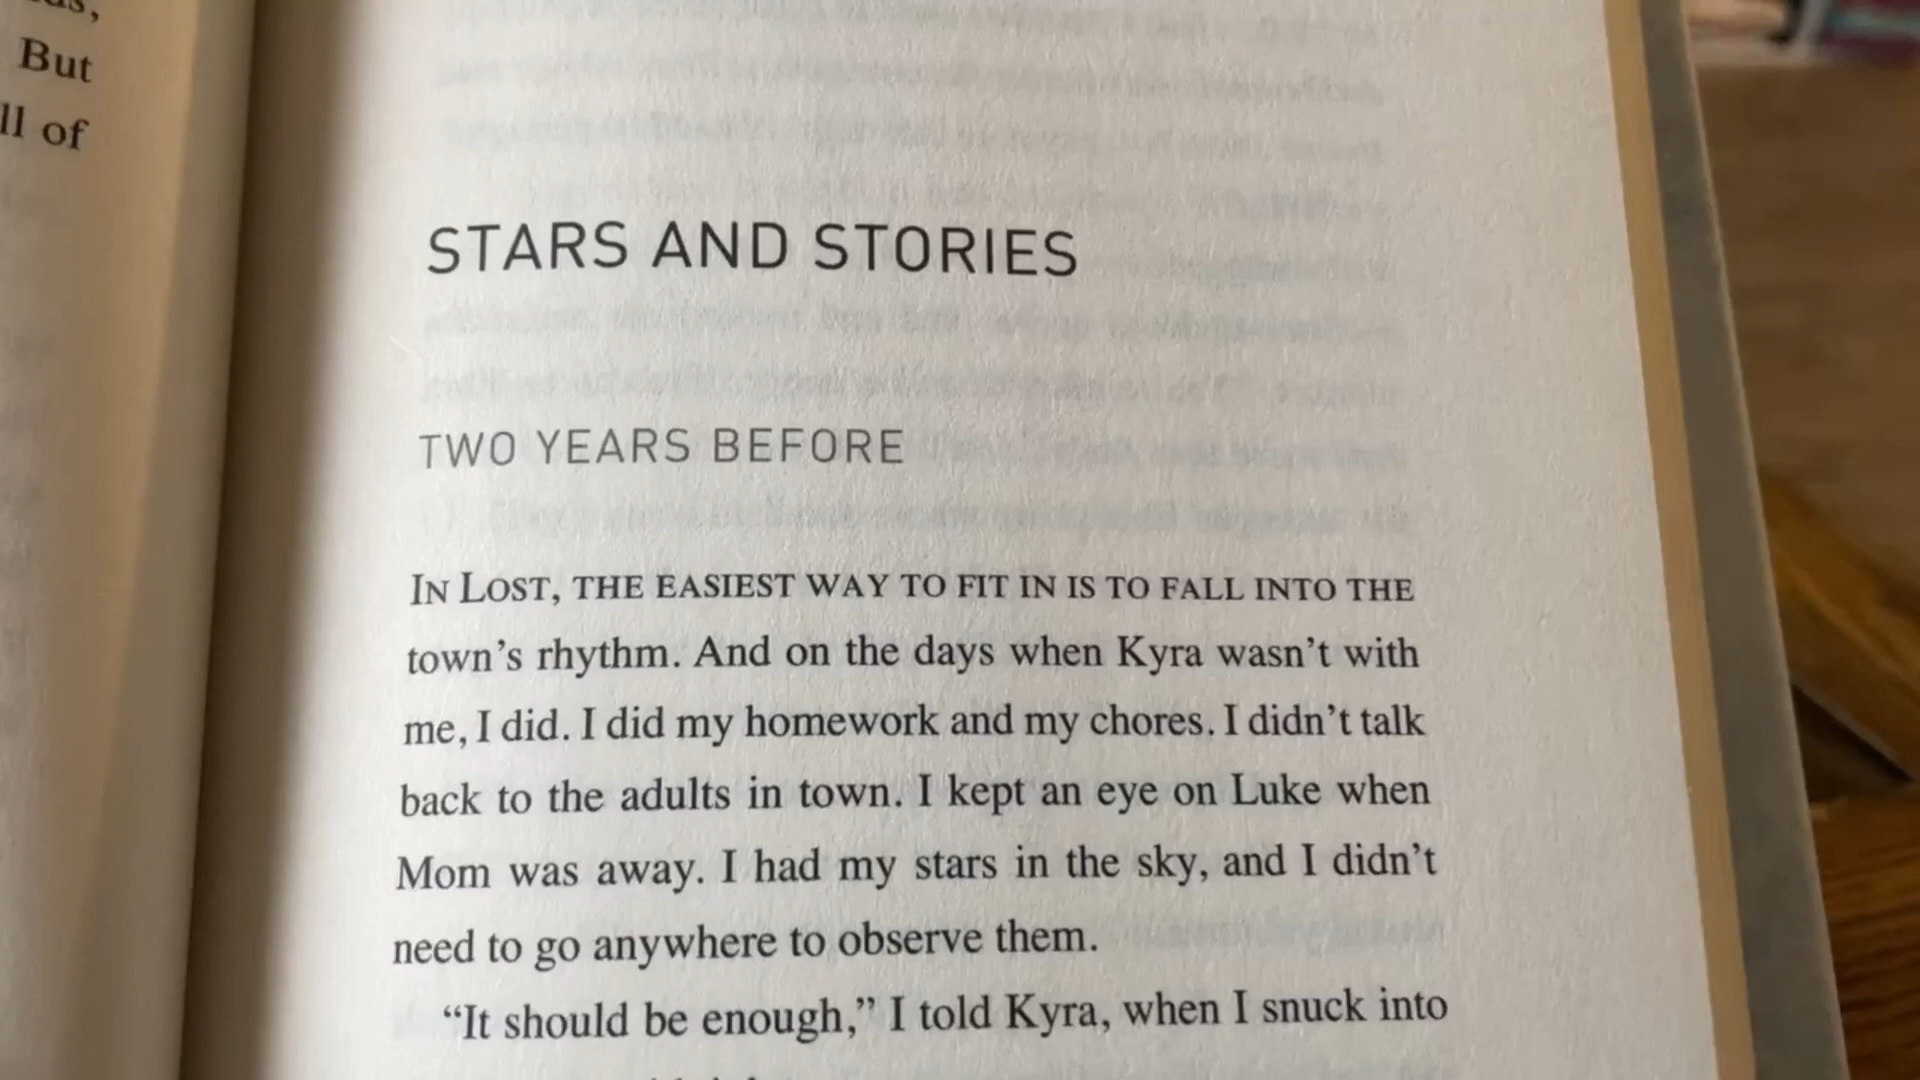 But
ll of
STARS AND STORIES
TWO YEARS BEFORE
IN LOST, THE EASIEST WAY TO FIT IN IS TO FALL INTO THE
town’s rhythm. And on the days when Kyra wasn’t with
me, I did. I did my homework and my chores. I didn’t talk
back to the adults in town. I kept an eye on Luke when
Mom was away. I had my stars in the sky, and I didn’t
need to go anywhere to observe them.
“It should be enough,” I told Kyra, when I snuck into